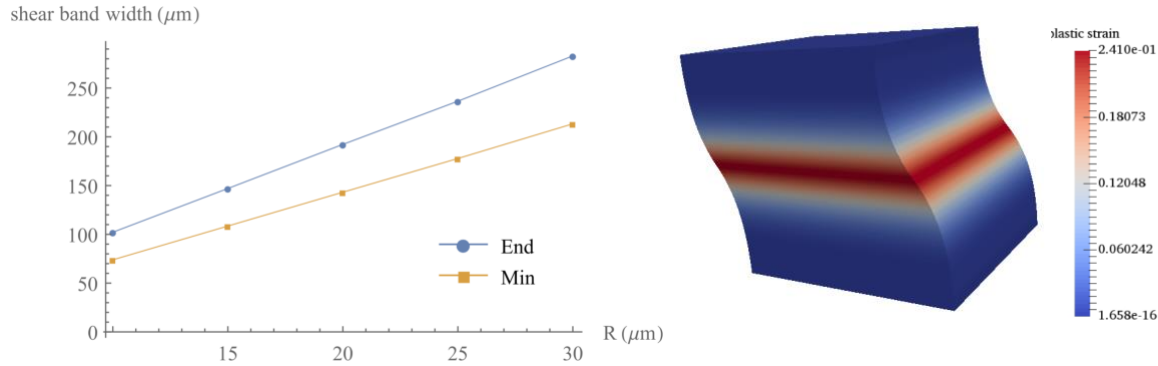 shear band width (μm)
250
200
150
100
50
0
15
20
25
30
R (μm)
End
Min
plastic strain
2.410e-01
0.18073
0.12048
0.060242
1.658e-16